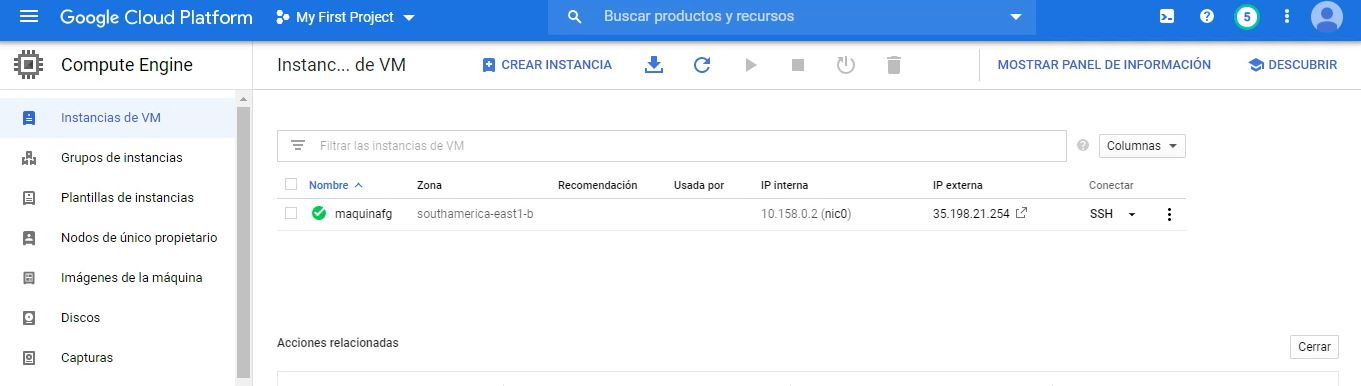 Google Cloud Platform My First Project Buscar productos y recursos 5
Compute Engine Instanc... de VM CREAR INSTANCIA MOSTRAR PANEL DE INFORMACIÓN DESCUBRIR
Instancias de VM
Grupos de instancias
Plantillas de instancias
Nodos de único propietario
Imágenes de la máquina
Discos
Capturas
Filtrar las instancias de VM ? Columnas
Nombre Zona Recomendación Usada por IP interna IP externa Conectar
maquinafg southamerica-east1-b 10.158.0.2 (nic0) 35.198.21.254 SSH
Acciones relacionadas Cerrar